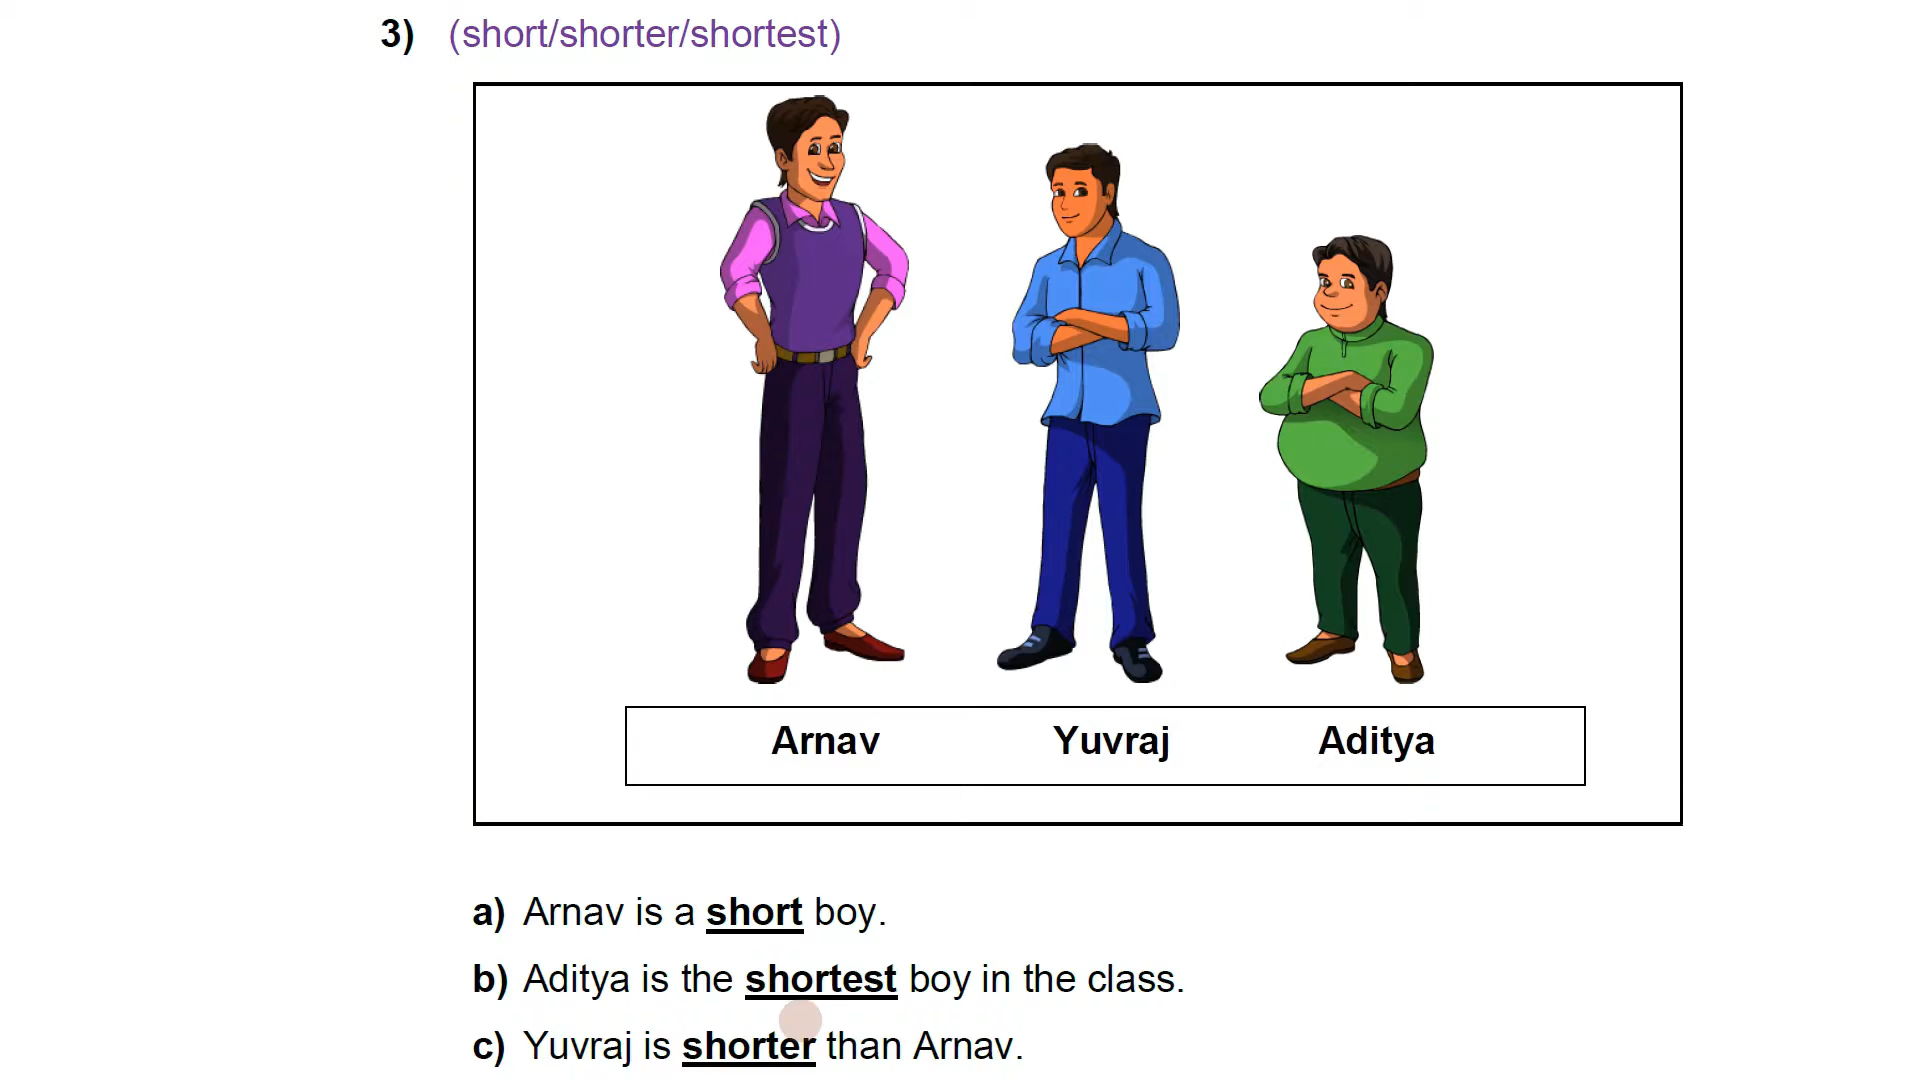 3) (short/shorter/shortest)
Arnav Yuvraj Aditya
a) Arnav is a short boy.
b) Aditya is the shortest boy in the class.
c) Yuvraj is shorter than Arnav.